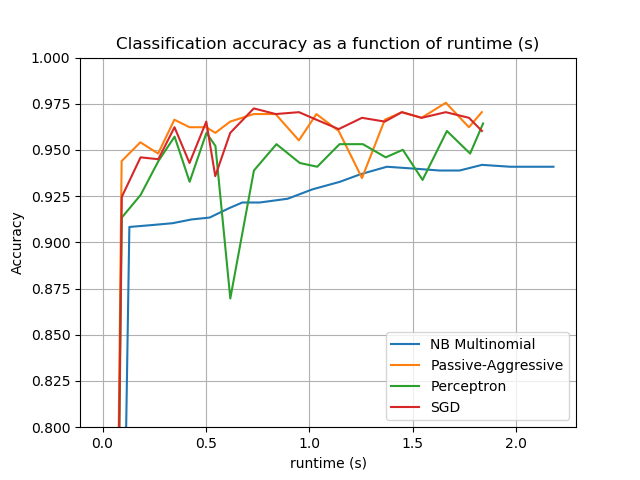 Classification accuracy as a function of runtime (s)
1.000
0.975
0.950
0.925
0.900
0.875
0.850
0.825
0.800
Accuracy
NB Multinomial
Passive-Aggressive
Perceptron
SGD
0.0 0.5 1.0 1.5 2.0
runtime (s)